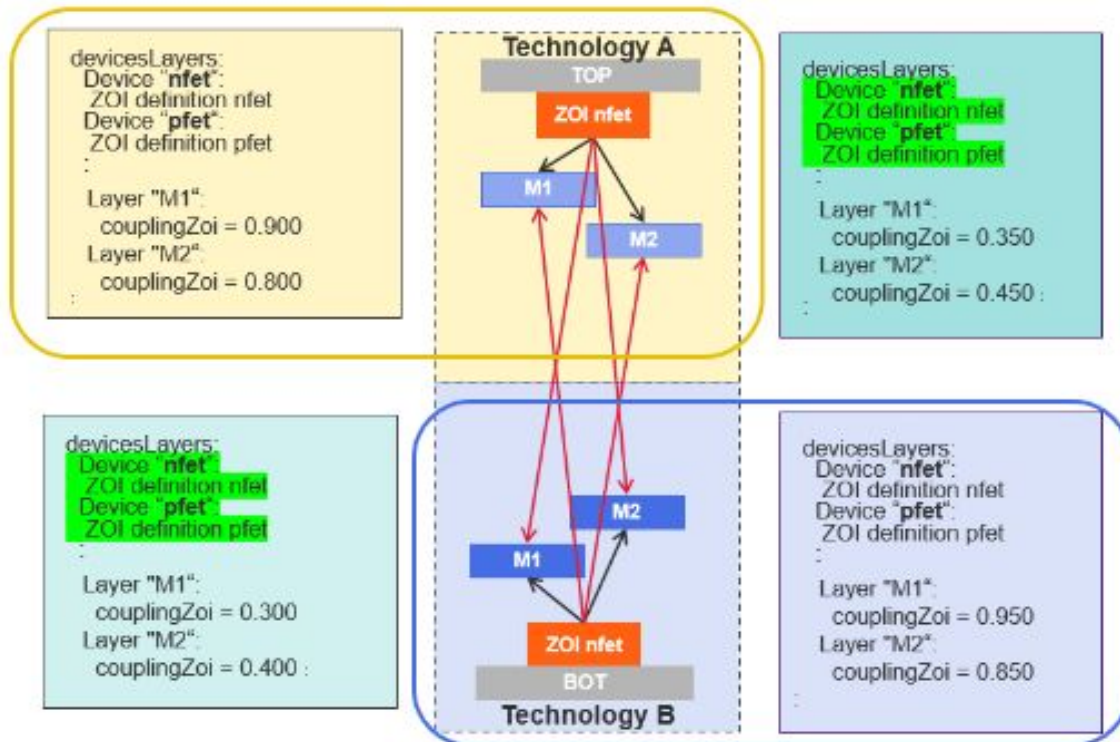 devicesLayers:
Device "nfet":
ZOI definition nfet
Device "pfet":
ZOI definition pfet
:
Layer "M1":
couplingZoi = 0.900
Layer "M2":
couplingZoi = 0.800
:
Technology A
TOP
ZOI nfet
M1
M2
devicesLayers:
Device "nfet":
ZOI definition nfet
Device "pfet":
ZOI definition pfet
:
Layer "M1":
couplingZoi = 0.350
Layer "M2":
couplingZoi = 0.450 :
:
devicesLayers:
Device "nfet":
ZOI definition nfet
Device "pfet":
ZOI definition pfet
:
Layer "M1":
couplingZoi = 0.300
Layer "M2":
couplingZoi = 0.400 :
M2
M1
ZOI nfet
BOT
Technology B
devicesLayers:
Device "nfet":
ZOI definition nfet
Device "pfet":
ZOI definition pfet
:
Layer "M1":
couplingZoi = 0.950
Layer "M2":
couplingZoi = 0.850
: